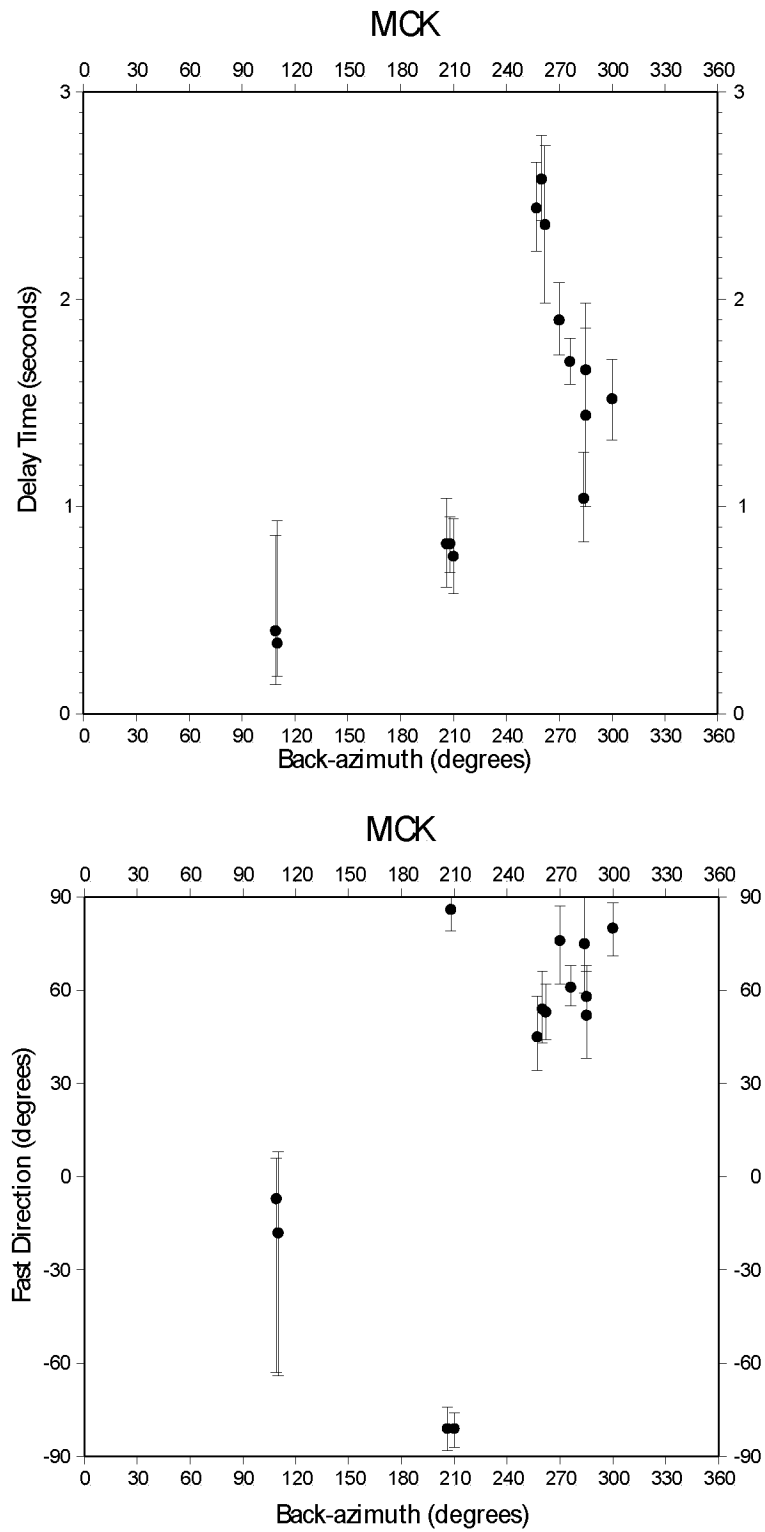 MCK
0 30 60 90 120 150 180 210 240 270 300 330 360
3 3
2 2
Delay Time (seconds)
1 1
0 0
0 30 60 90 120 150 180 210 240 270 300 330 360
Back-azimuth (degrees)
MCK
0 30 60 90 120 150 180 210 240 270 300 330 360
90 90
60 60
30 30
Fast Direction (degrees)
0 0
-30 -30
-60 -60
-90 -90
0 30 60 90 120 150 180 210 240 270 300 330 360
Back-azimuth (degrees)